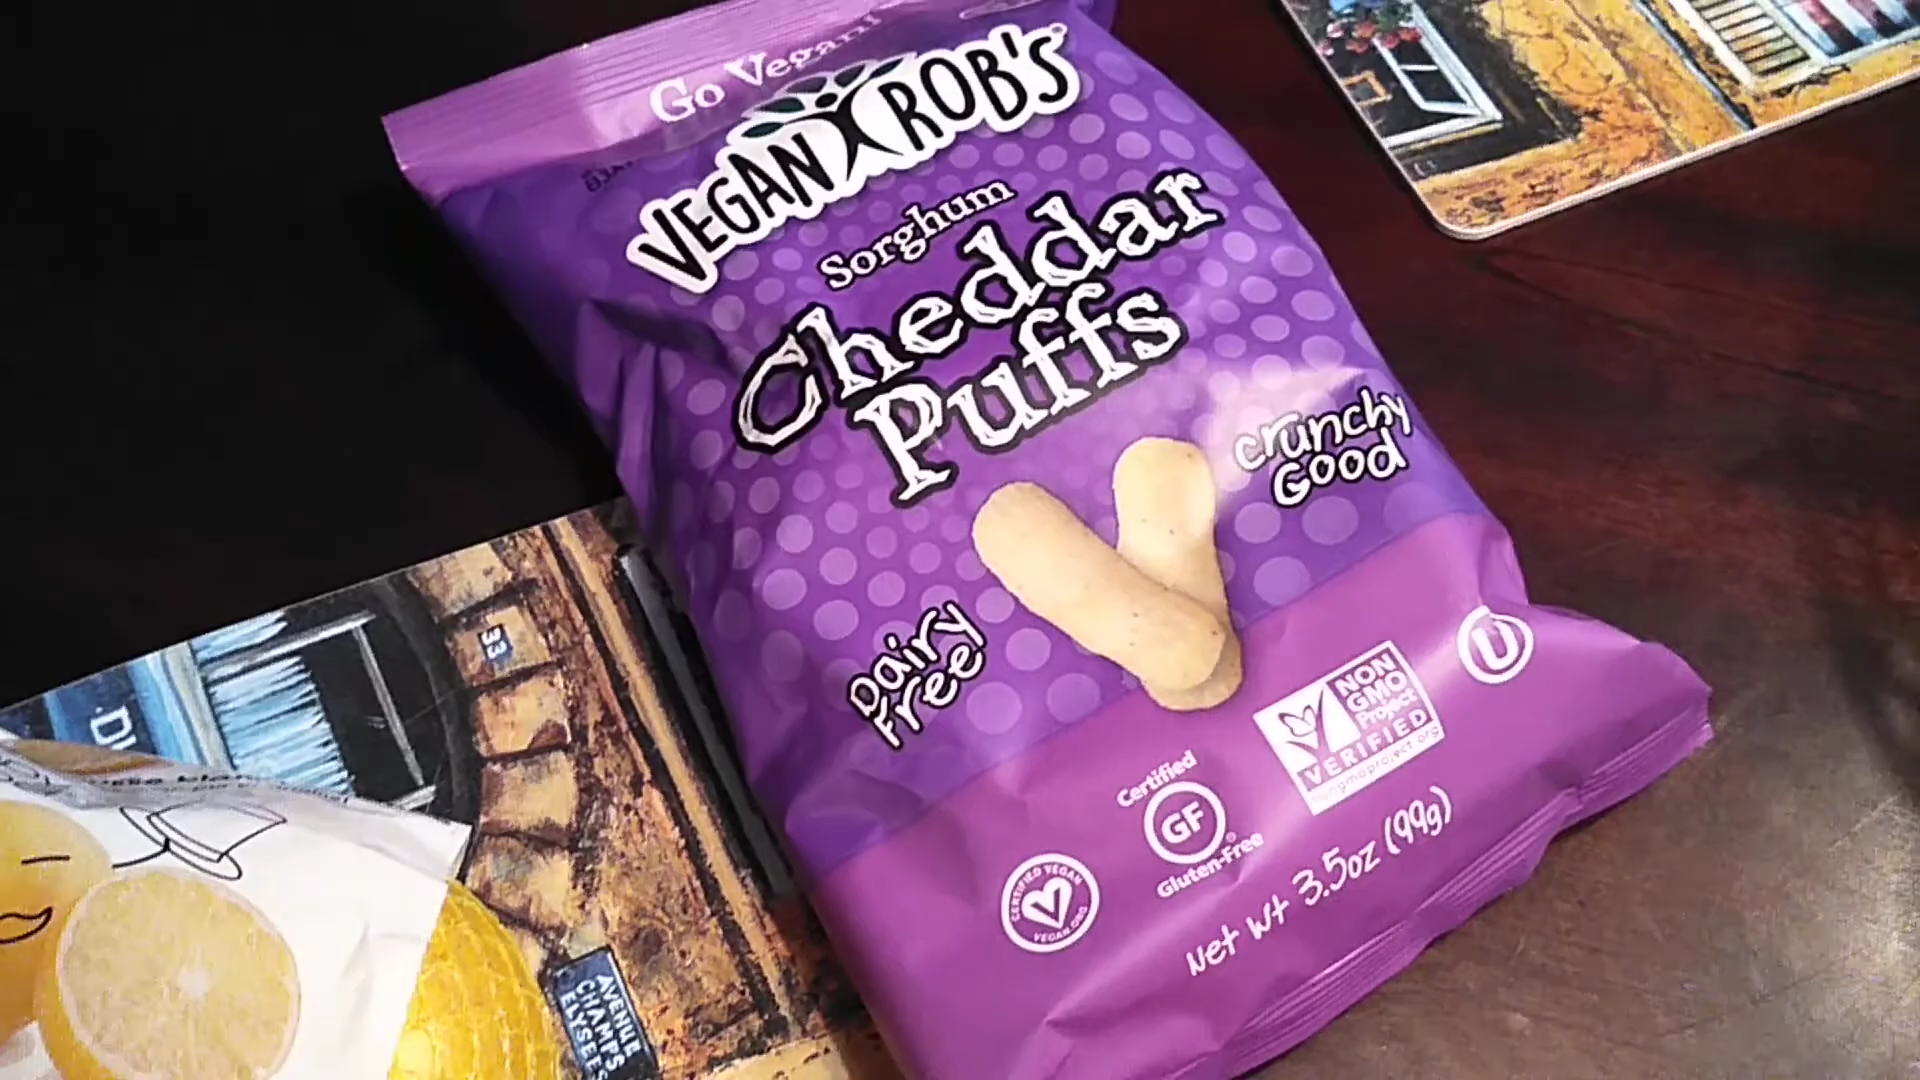 Go Vegan!
VEGAN ROB'S
Sorghum
Cheddar
Puffs
crunchy
Good
Dairy
Free!
U
NON
GMO
Project
VERIFIED
nongmoproject.org
Certified
GF
Gluten-Free
CERTIFIED VEGAN
VEGAN.ORG
Net Wt 3.5oz (99g)
33
AVENUE
CHAMPS
ELYSEES